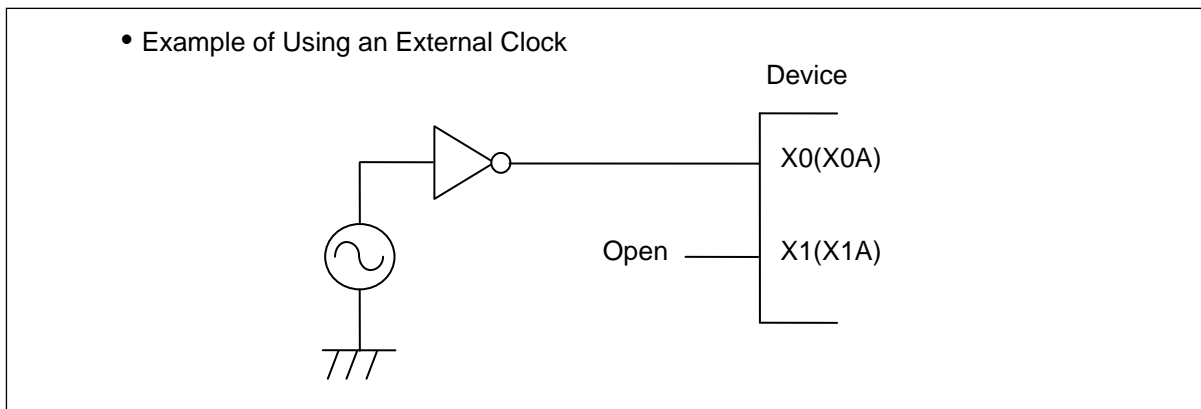 • Example of Using an External Clock
Device
X0(X0A)
Open
X1(X1A)